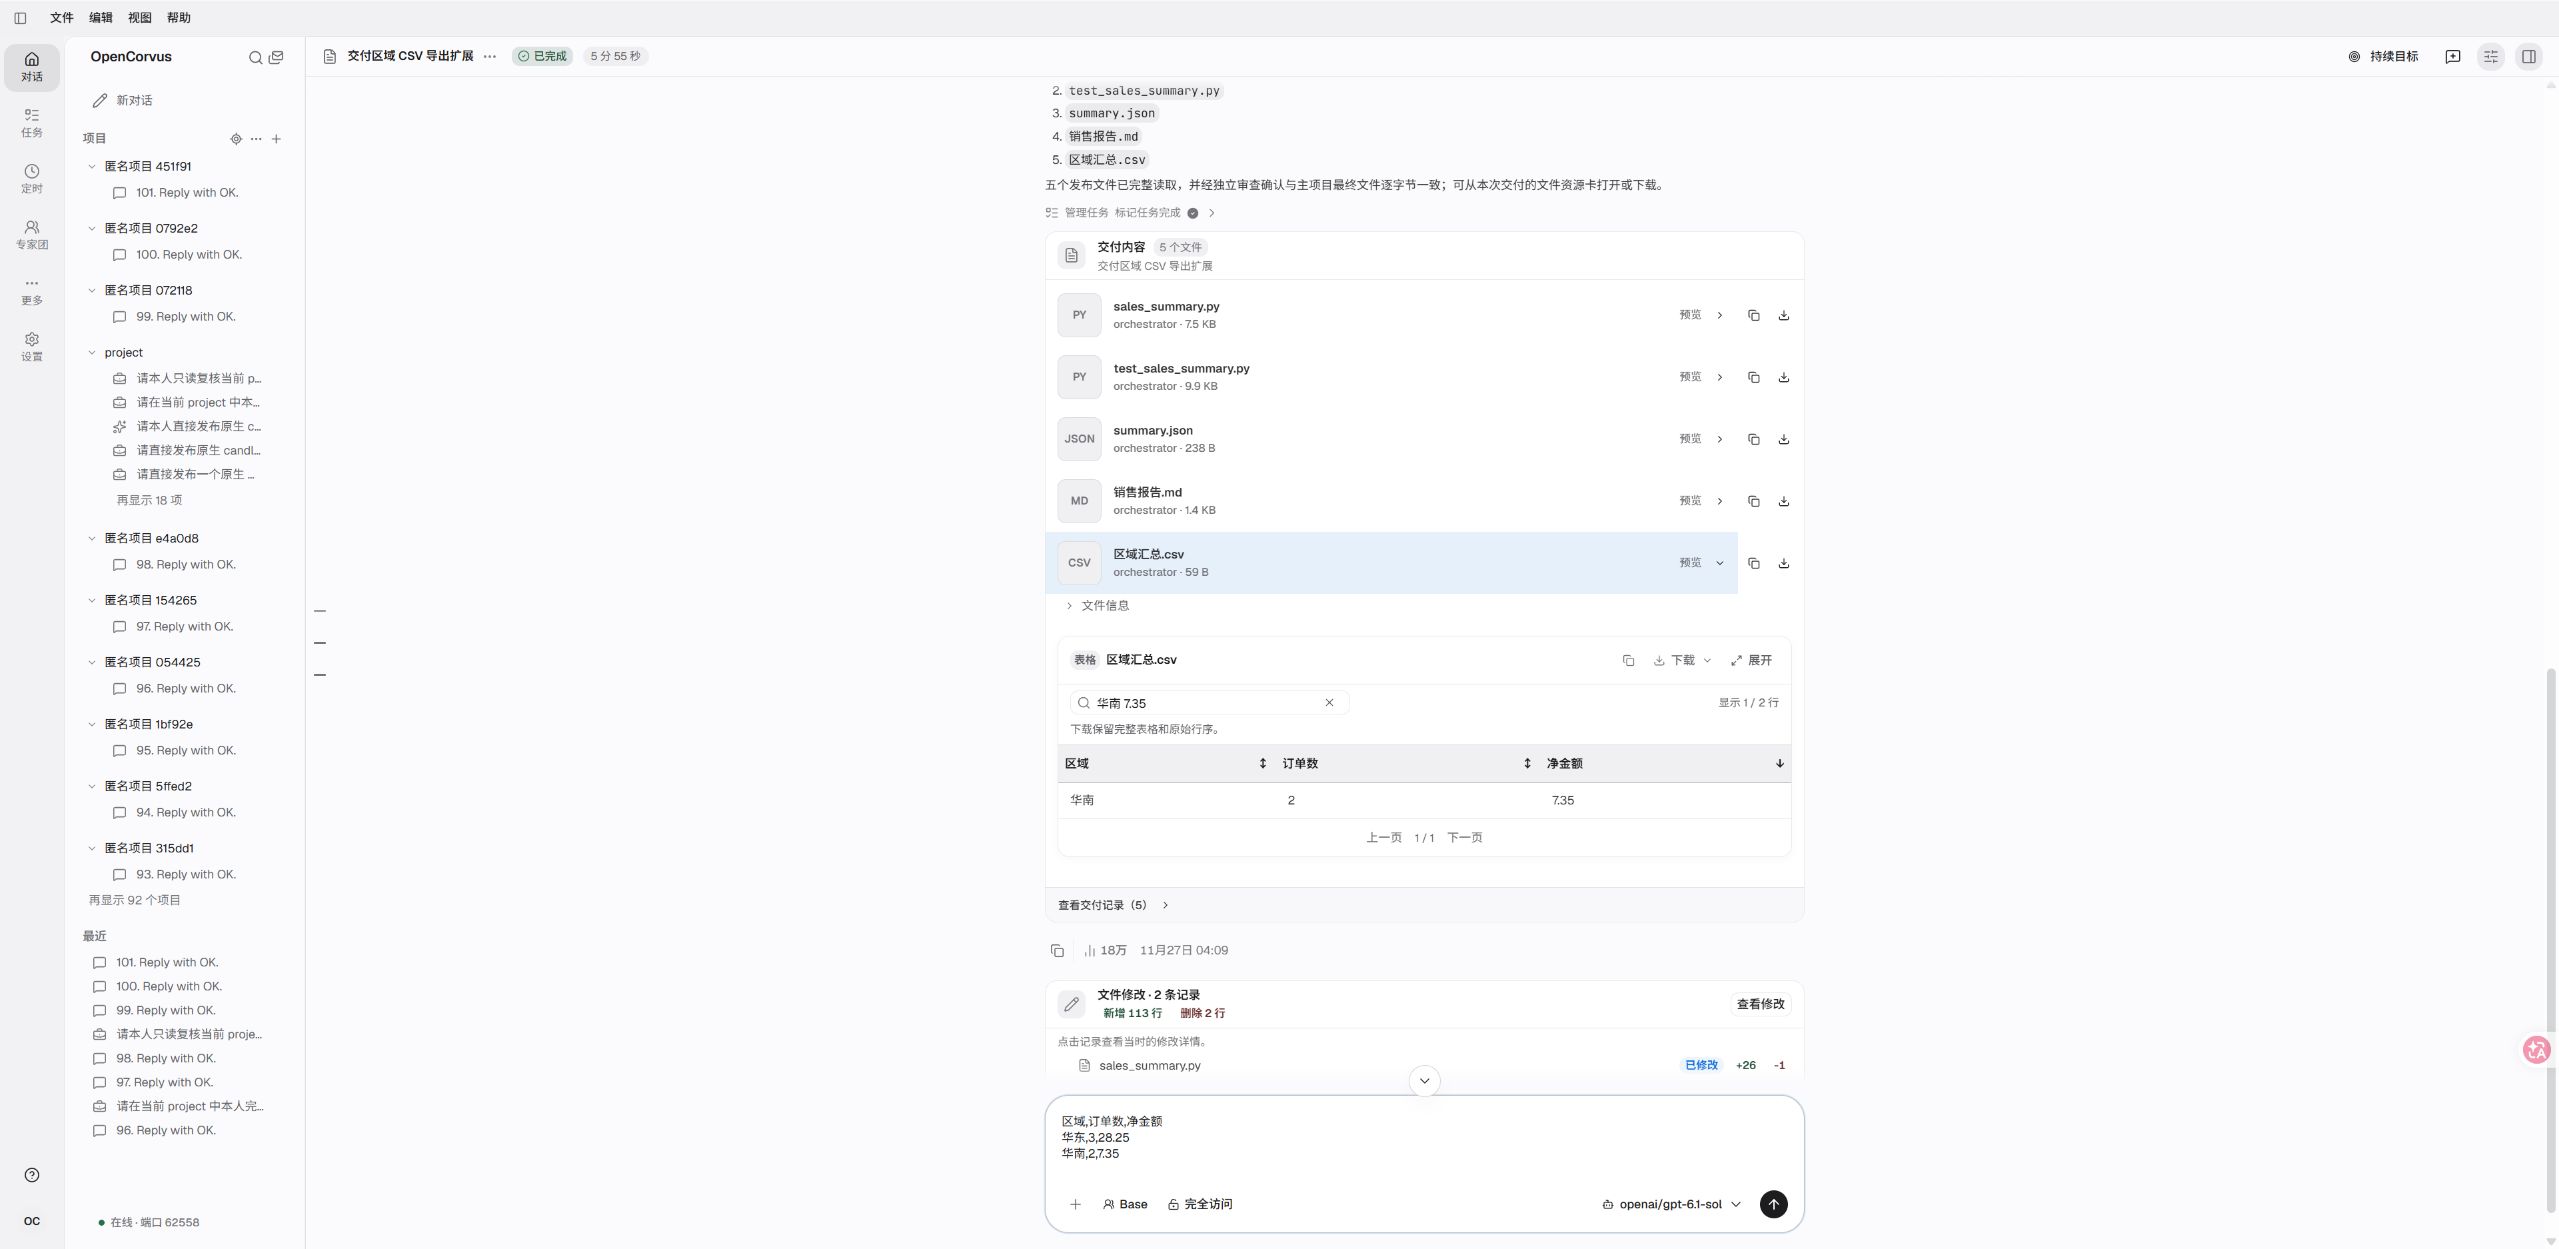 文件 编辑 视图 帮助
对话
任务
定时
专家团
更多
设置
OC
OpenCorvus
新对话
项目
匿名项目 451f91
101. Reply with OK.
匿名项目 0792e2
100. Reply with OK.
匿名项目 072118
99. Reply with OK.
project
请本人只读复核当前 p...
请在当前 project 中本...
请本人直接发布原生 c...
请直接发布原生 candl...
请直接发布一个原生 ...
再显示 18 项
匿名项目 e4a0d8
98. Reply with OK.
匿名项目 154265
97. Reply with OK.
匿名项目 054425
96. Reply with OK.
匿名项目 1bf92e
95. Reply with OK.
匿名项目 5ffed2
94. Reply with OK.
匿名项目 315dd1
93. Reply with OK.
再显示 92 个项目
最近
101. Reply with OK.
100. Reply with OK.
99. Reply with OK.
请本人只读复核当前 proje...
98. Reply with OK.
97. Reply with OK.
请在当前 project 中本人完...
96. Reply with OK.
在线 · 端口 62558
交付区域 CSV 导出扩展 ··· 已完成 5 分 55 秒
持续目标
2. test_sales_summary.py
3. summary.json
4. 销售报告.md
5. 区域汇总.csv
五个发布文件已完整读取，并经独立审查确认与主项目最终文件逐字节一致；可从本次交付的文件资源卡打开或下载。
管理任务 标记任务完成
交付内容 5 个文件
交付区域 CSV 导出扩展
PY sales_summary.py 预览
orchestrator · 7.5 KB
PY test_sales_summary.py 预览
orchestrator · 9.9 KB
JSON summary.json 预览
orchestrator · 238 B
MD 销售报告.md 预览
orchestrator · 1.4 KB
CSV 区域汇总.csv 预览
orchestrator · 59 B
文件信息
表格 区域汇总.csv 下载 展开
华南 7.35 显示 1 / 2 行
下载保留完整表格和原始行序。
区域 订单数 净金额
华南 2 7.35
上一页 1 / 1 下一页
查看交付记录（5）
18万 11月27日 04:09
文件修改 · 2 条记录
新增 113 行 删除 2 行
查看修改
点击记录查看当时的修改详情。
sales_summary.py 已修改 +26 -1
区域,订单数,净金额
华东,3,28.25
华南,2,7.35
Base 完全访问 openai/gpt-6.1-sol